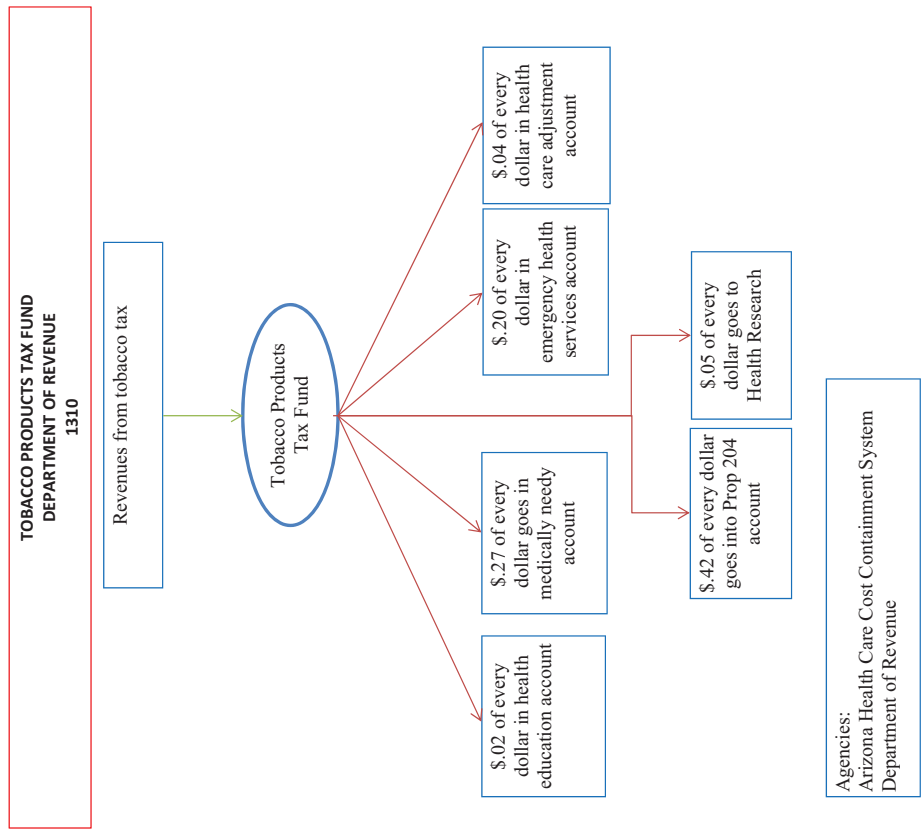 TOBACCO PRODUCTS TAX FUND
DEPARTMENT OF REVENUE
1310
Revenues from tobacco tax
Tobacco Products
Tax Fund
$.02 of every
dollar in health
education account
$.27 of every
dollar goes in
medically needy
account
$.20 of every
dollar in
emergency health
services account
$.04 of every
dollar in health
care adjustment
account
$.42 of every dollar
goes into Prop 204
account
$.05 of every
dollar goes to
Health Research
Agencies:
Arizona Health Care Cost Containment System
Department of Revenue